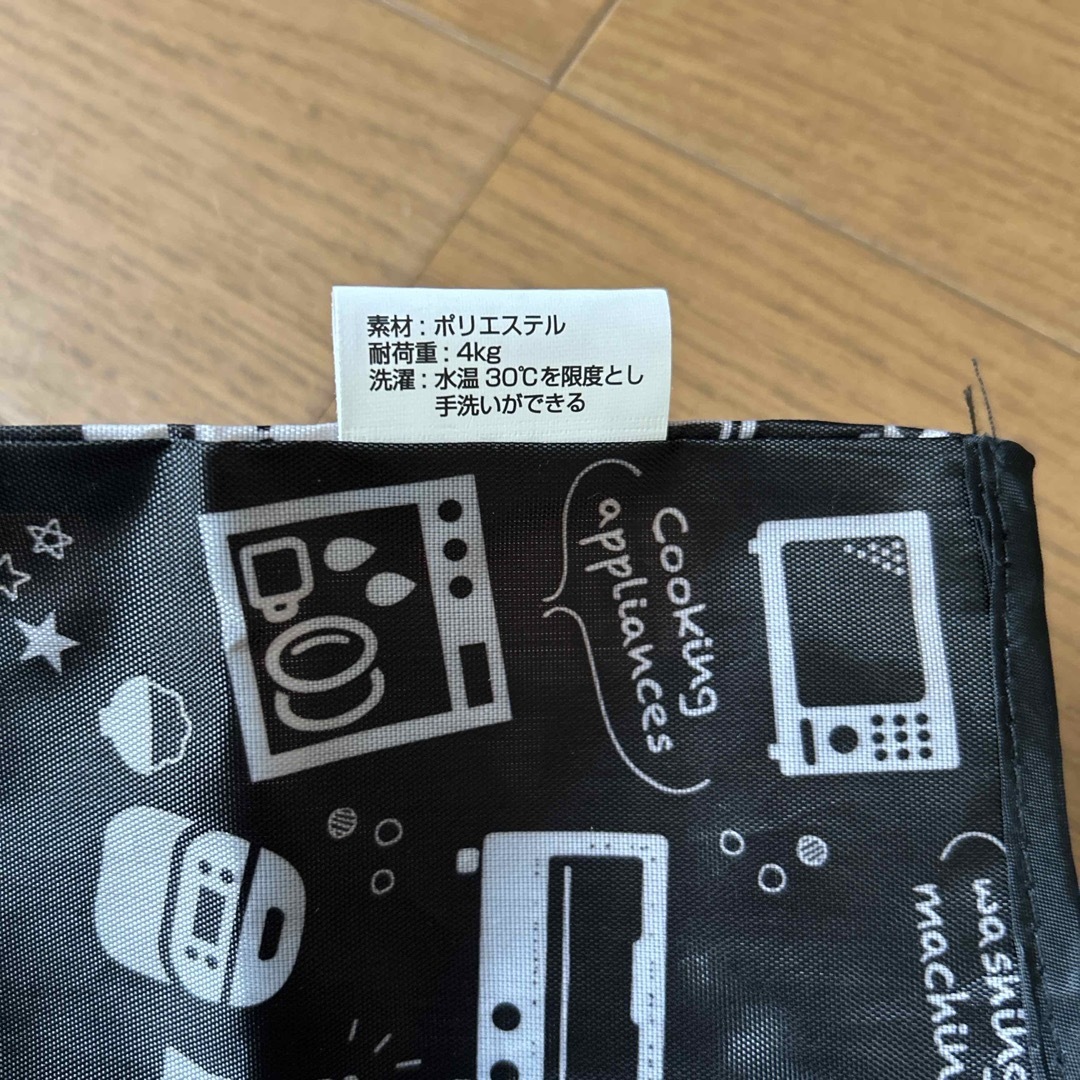 素材 : ポリエステル
耐荷重 : 4kg
洗濯 : 水温 30℃を限度とし
手洗いができる
Cooking
appliances
washing
machin